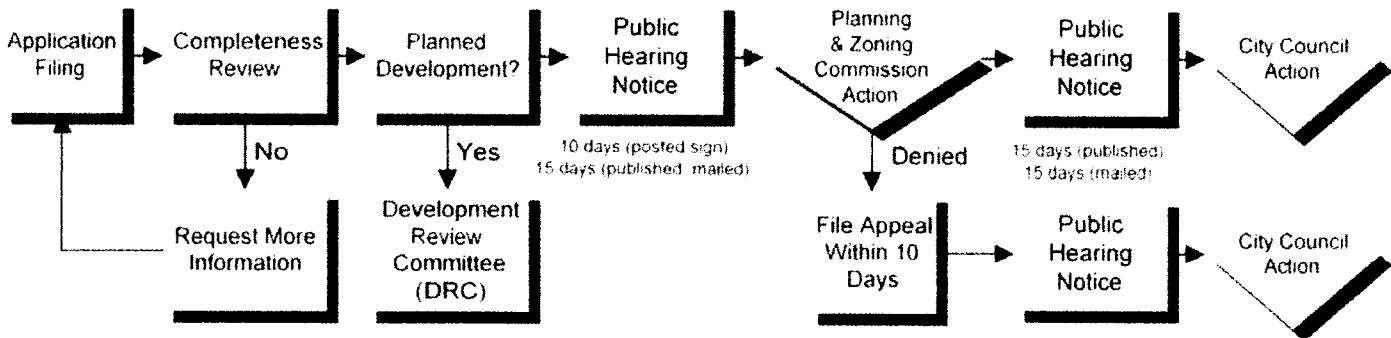 Application
Filing
Completeness
Review
Planned
Development?
Public
Hearing
Notice
Planning
& Zoning
Commission
Action
Public
Hearing
Notice
City Council
Action
No
Yes
10 days (posted sign)
15 days (published mailed)
Denied
15 days (published)
15 days (mailed)
Request More
Information
Development
Review
Committee
(DRC)
File Appeal
Within 10
Days
Public
Hearing
Notice
City Council
Action